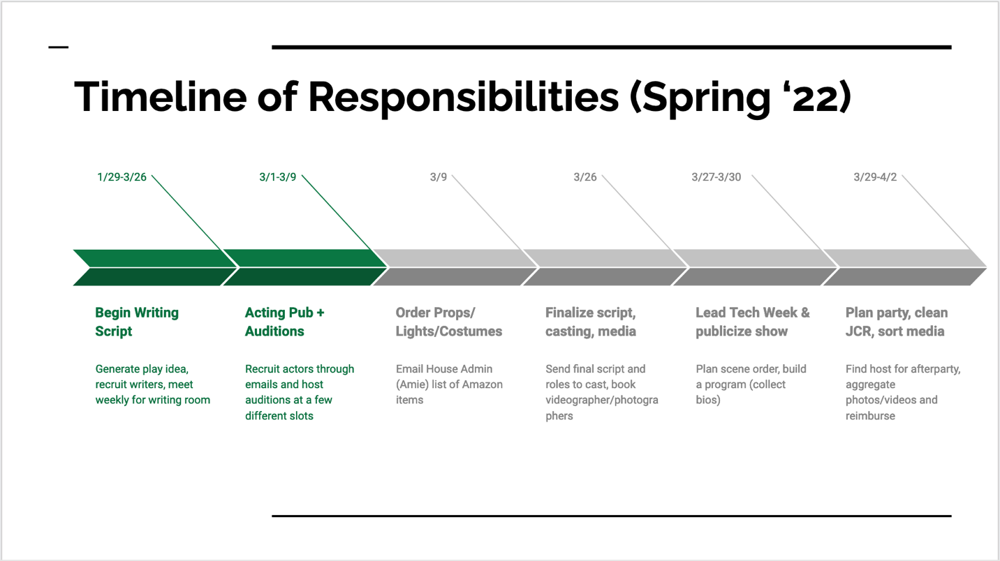 Timeline of Responsibilities (Spring ‘22)
1/29-3/26
3/1-3/9
3/9
3/26
3/27-3/30
3/29-4/2
Begin Writing
Script
Generate play idea,
recruit writers, meet
weekly for writing room
Acting Pub +
Auditions
Recruit actors through
emails and host
auditions at a few
different slots
Order Props/
Lights/Costumes
Email House Admin
(Amie) list of Amazon
items
Finalize script,
casting, media
Send final script and
roles to cast, book
videographer/photogra
phers
Lead Tech Week &
publicize show
Plan scene order, build
a program (collect
bios)
Plan party, clean
JCR, sort media
Find host for afterparty,
aggregate
photos/videos and
reimburse